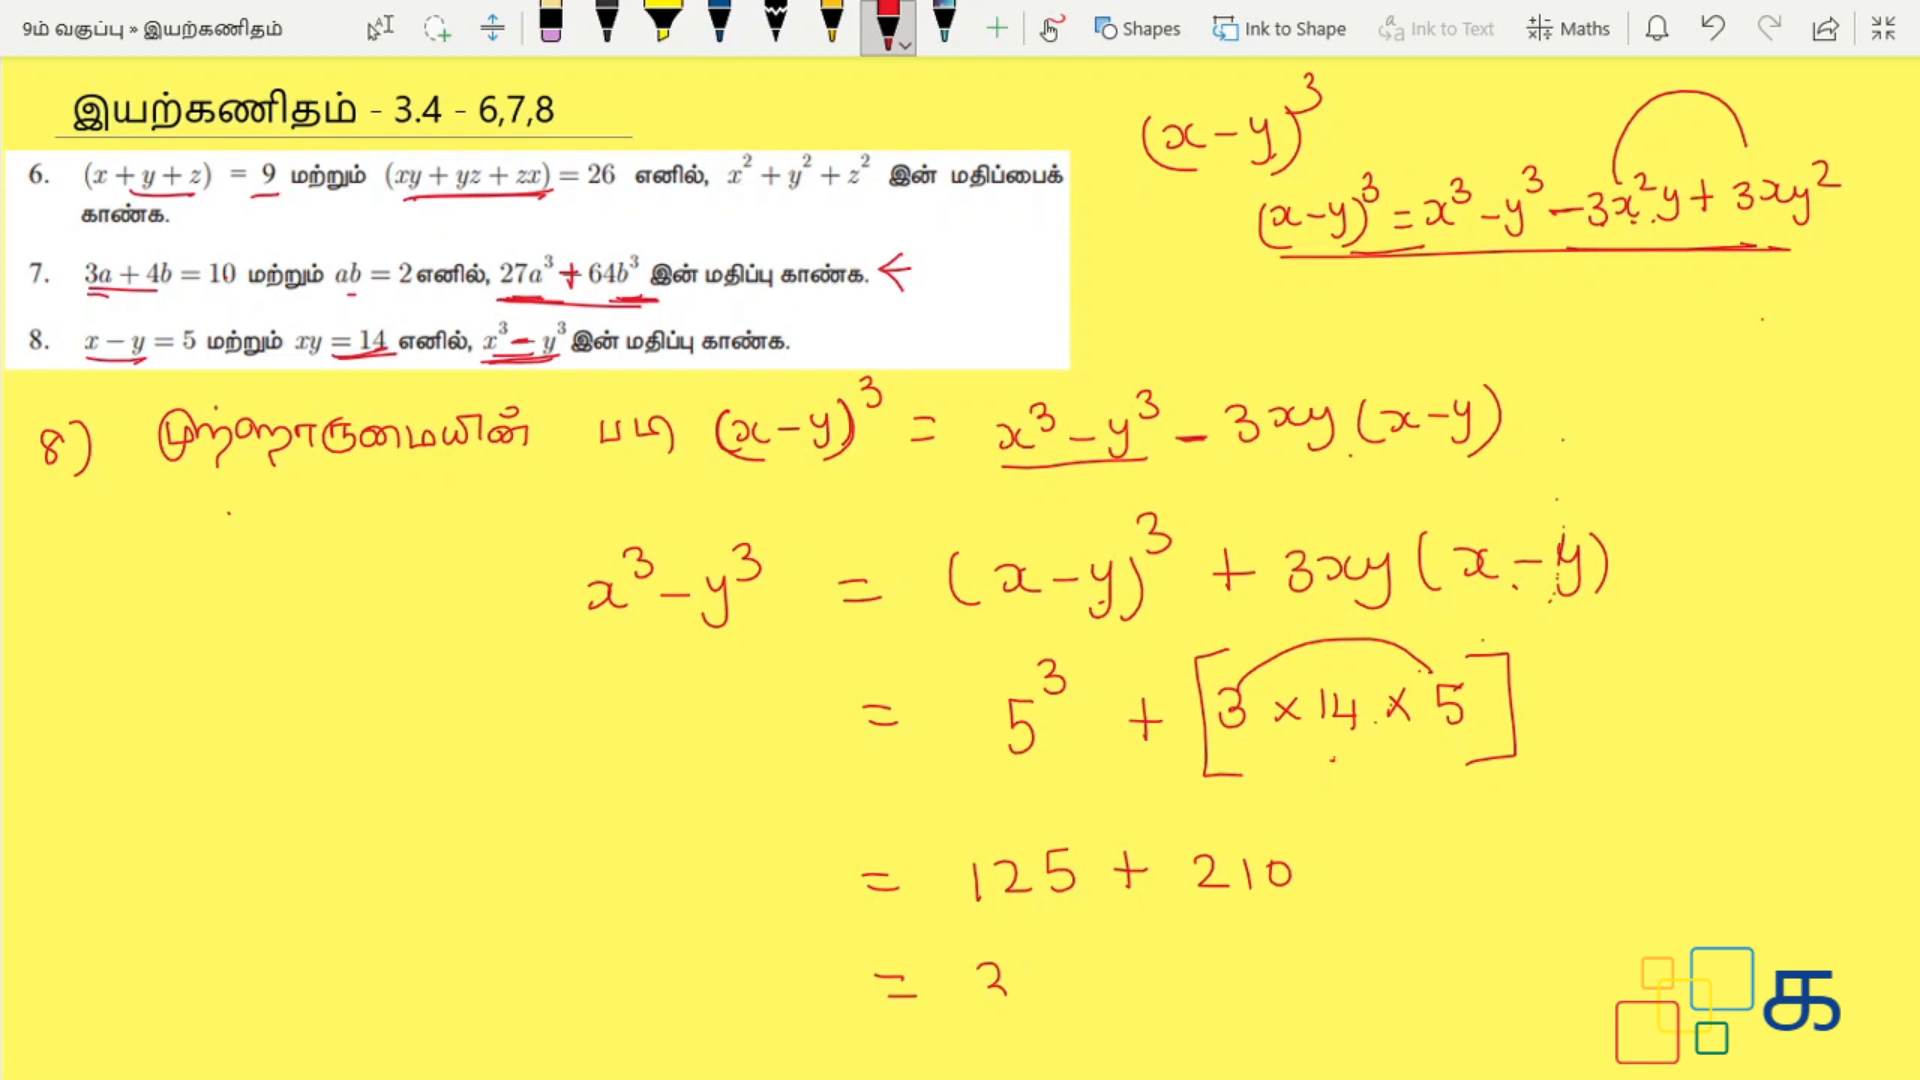 9ம் வகுப்பு » இயற்கணிதம்
Shapes Ink to Shape Ink to Text Maths
இயற்கணிதம் - 3.4 - 6,7,8
6. (x + y + z) = 9 மற்றும் (xy + yz + zx) = 26 எனில், x² + y² + z² இன் மதிப்பைக்
காண்க.
7. 3a + 4b = 10 மற்றும் ab = 2 எனில், 27a³ + 64b³ இன் மதிப்பு காண்க.
8. x − y = 5 மற்றும் xy = 14 எனில், x³ − y³ இன் மதிப்பு காண்க.
(x−y)³
(x−y)³ = x³ −y³ −3x²y + 3xy²
8) முற்றொருமையின் படி (x−y)³ = x³ −y³ − 3xy (x−y)
x³ −y³ = (x−y)³ + 3xy (x − y)
= 5³ + [3 × 14 × 5]
= 125 + 210
= 3
க